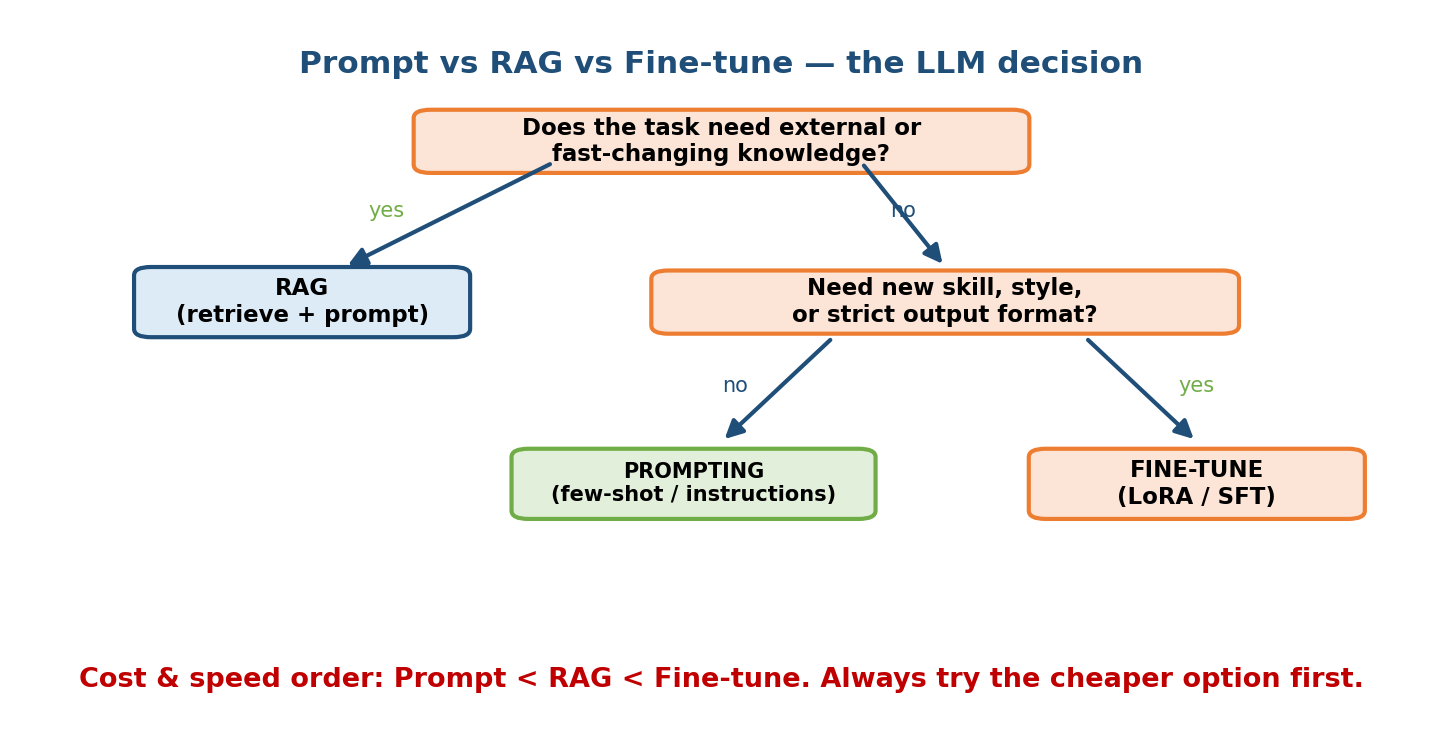 Prompt vs RAG vs Fine-tune — the LLM decision
Does the task need external or
fast-changing knowledge?
yes
no
RAG
(retrieve + prompt)
Need new skill, style,
or strict output format?
no
yes
PROMPTING
(few-shot / instructions)
FINE-TUNE
(LoRA / SFT)
Cost & speed order: Prompt < RAG < Fine-tune. Always try the cheaper option first.